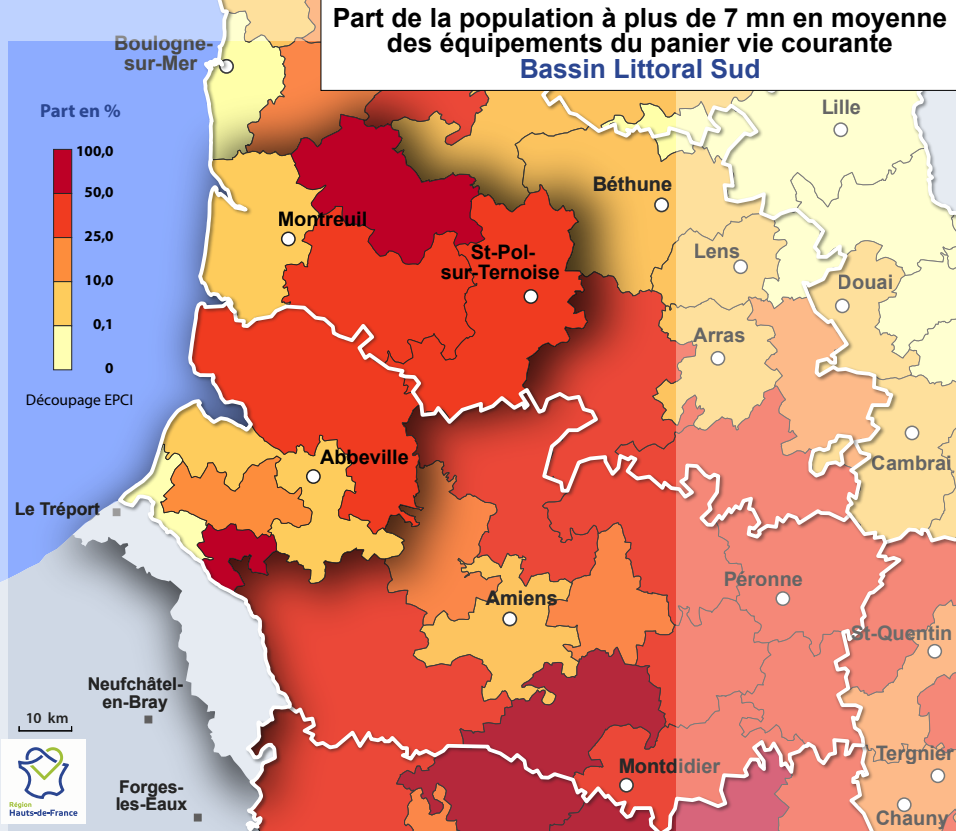 Part de la population à plus de 7 mn en moyenne
des équipements du panier vie courante
Bassin Littoral Sud
Boulogne-
sur-Mer
Part en %
100,0
50,0
25,0
10,0
0,1
0
Découpage EPCI
Lille
Béthune
Montreuil
St-Pol-
sur-Ternoise
Lens
Douai
Arras
Cambrai
Abbeville
Le Tréport
Amiens
Péronne
St-Quentin
Neufchâtel-
en-Bray
10 km
Montdidier
Tergnier
Forges-
les-Eaux
Chauny
Région
Hauts-de-France